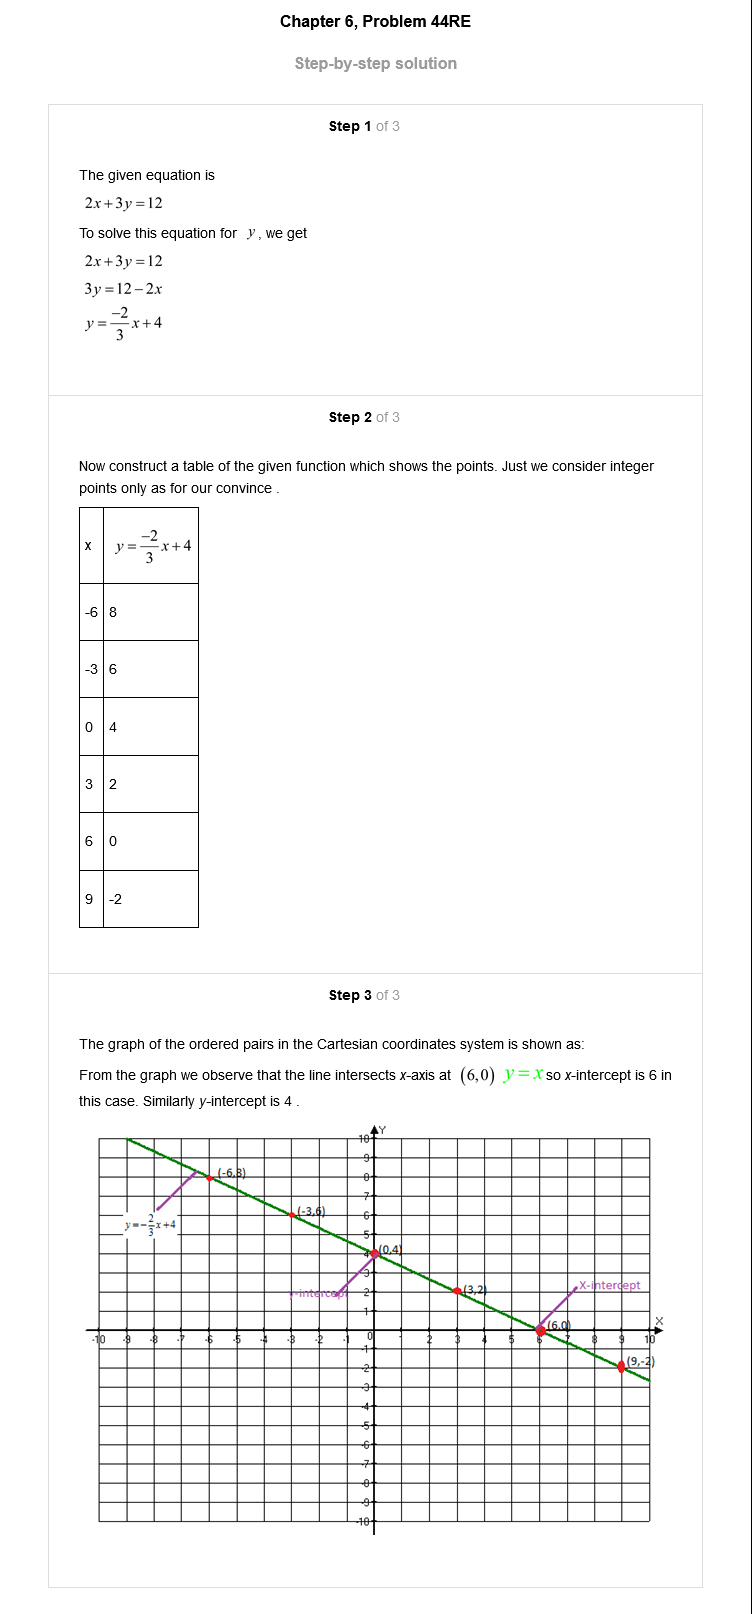 Chapter 6, Problem 44RE
Step-by-step solution
Step 1 of 3
The given equation is
2x+3y=12
To solve this equation for y, we get
2x+3y=12
3y=12−2x
y=−2/3x+4
Step 2 of 3
Now construct a table of the given function which shows the points. Just we consider integer
points only as for our convince .
x y=−2/3x+4
-6 8
-3 6
0 4
3 2
6 0
9 -2
Step 3 of 3
The graph of the ordered pairs in the Cartesian coordinates system is shown as:
From the graph we observe that the line intersects x-axis at (6,0) y=x so x-intercept is 6 in
this case. Similarly y-intercept is 4 .
Y
10
9
8
(-6,8)
7
6
(-3,6)
y=-2/3x+4
5
4
(0,4)
3
2
(3,2)
X-intercept
1
(6,0)
X
-10 -9 -8 -7 -6 -5 -4 -3 -2 -1 0 2 3 4 5 6 7 8 9 10
-1
-2
(9,-2)
-3
-4
-5
-6
-7
-8
-9
-10